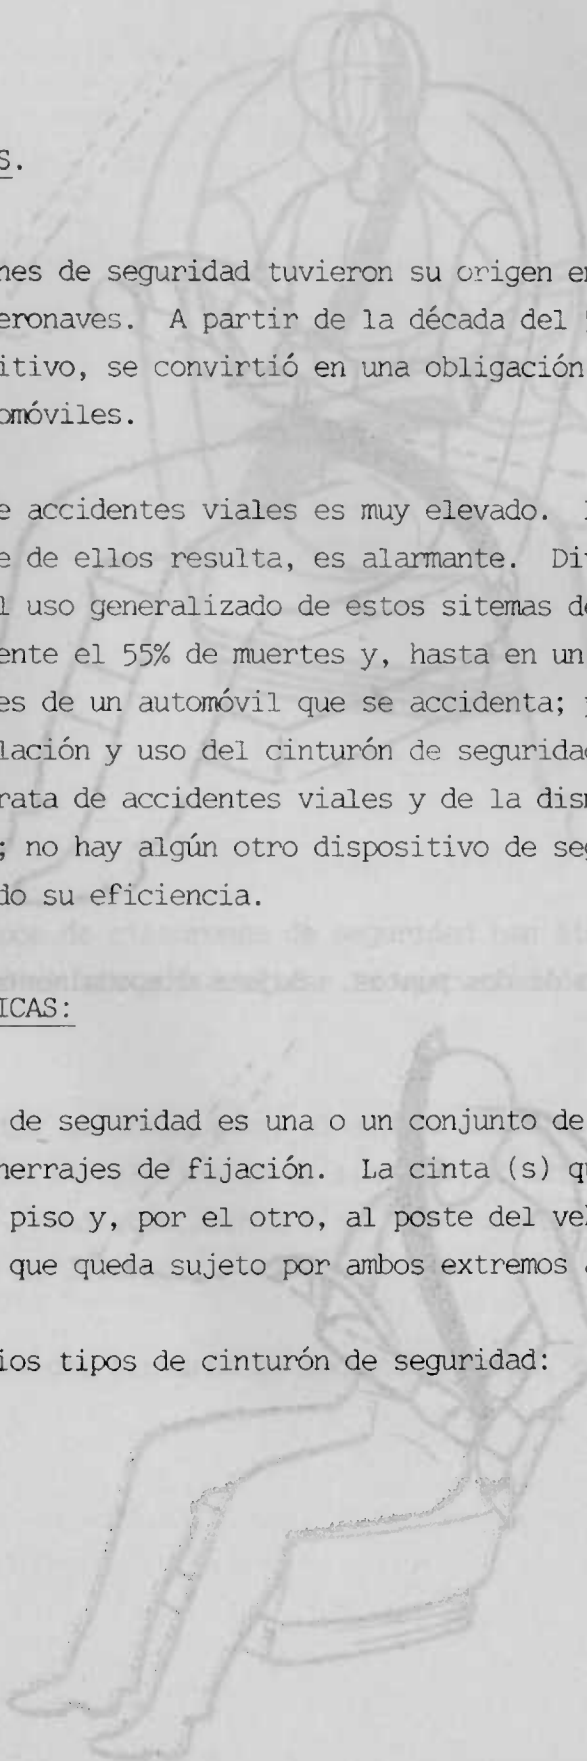 S.
nes de seguridad tuvieron su origen en
eronaves. A partir de la década del
itivo, se convirtió en una obligación
omóviles.
e accidentes viales es muy elevado.
e de ellos resulta, es alarmante. Di
l uso generalizado de estos sitemas de
ente el 55% de muertes y, hasta en un
es de un automóvil que se accidenta;
lación y uso del cinturón de seguridad
rata de accidentes viales y de la dism
; no hay algún otro dispositivo de seg
do su eficiencia.
ICAS:
de seguridad es una o un conjunto de
herrajes de fijación. La cinta (s) qu
piso y, por el otro, al poste del veh
que queda sujeto por ambos extremos a
ios tipos de cinturón de seguridad: